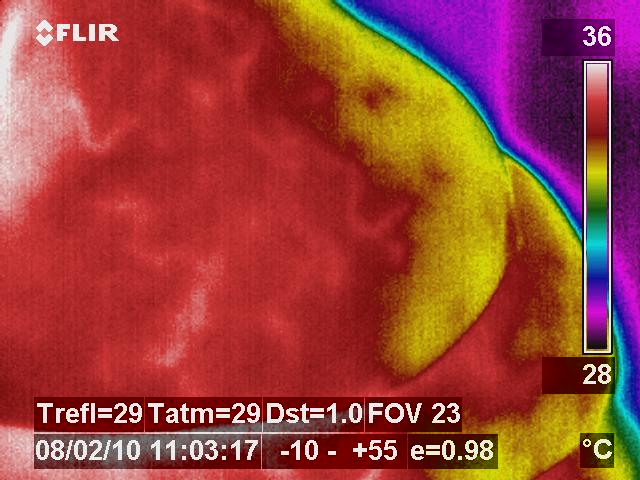 FLIR
36
28
Trefl=29 Tatm=29 Dst=1.0 FOV 23
08/02/10 11:03:17 -10 - +55 e=0.98 °C